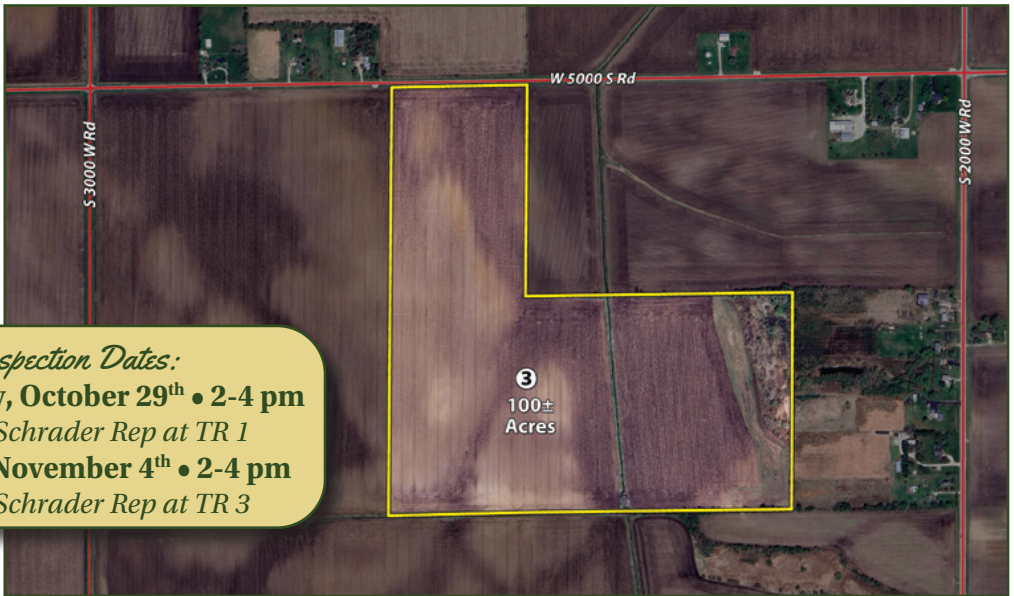 W 5000 S Rd
S 3000 W Rd
S 2000 W Rd
3
100±
Acres
spection Dates:
, October 29th • 2-4 pm
Schrader Rep at TR 1
November 4th • 2-4 pm
Schrader Rep at TR 3